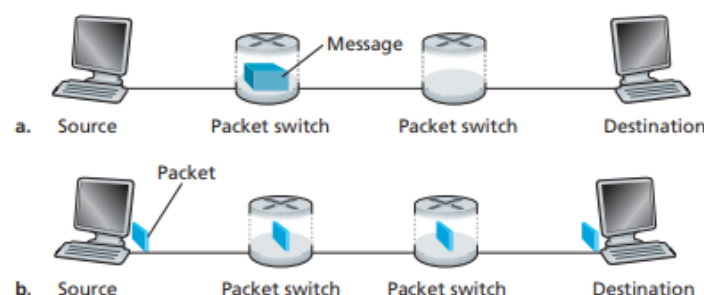 Message
a. Source Packet switch Packet switch Destination
Packet
b. Source Packet switch Packet switch Destination